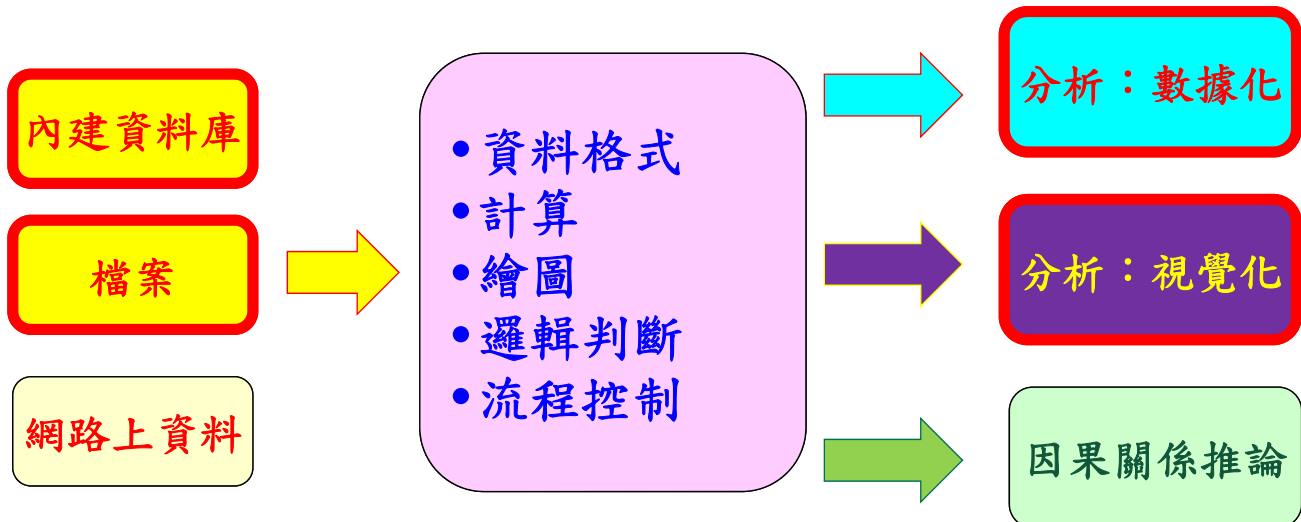 內建資料庫
檔案
網路上資料
•資料格式
•計算
•繪圖
•邏輯判斷
•流程控制
分析：數據化
分析：視覺化
因果關係推論